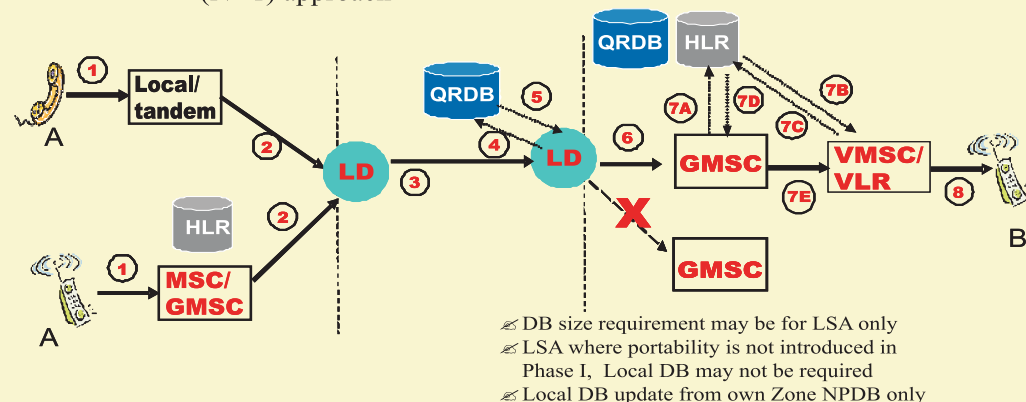 QRDB
HLR
1
Local/
tandem
A
2
QRDB
5
4
7A
7D
7C
7B
LD
3
LD
6
GMSC
VMSC/
VLR
7E
8
B
HLR
2
X
1
MSC/
GMSC
A
GMSC
DB size requirement may be for LSA only
LSA where portability is not introduced in
Phase I, Local DB may not be required
Local DB update from own Zone NPDB only